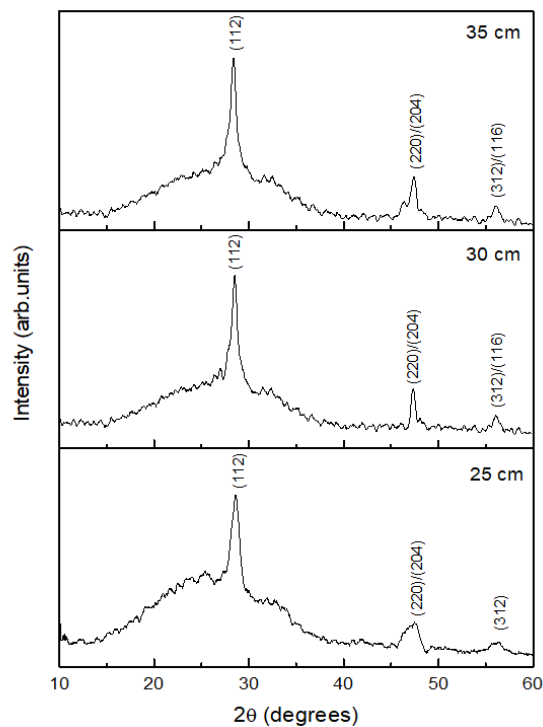 35 cm
(112)
(220)/(204)
(312)/(116)
30 cm
(112)
(220)/(204)
(312)/(116)
25 cm
(112)
(220)/(204)
(312)
Intensity (arb.units)
10 20 30 40 50 60
2θ (degrees)